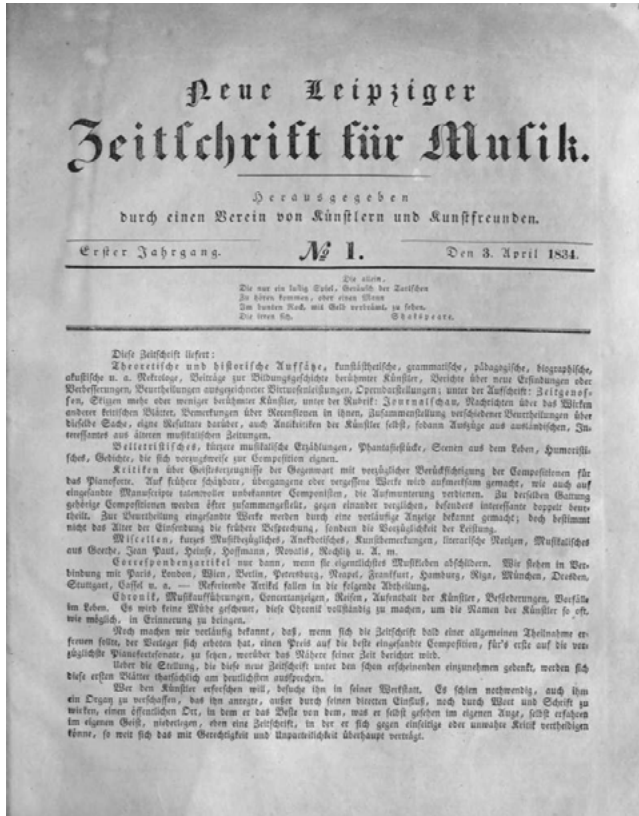 Neue Leipziger
Zeitschrift für Musik.
Herausgegeben
durch einen Verein von Künstlern und Kunstfreunden.
Erster Jahrgang. № 1. Den 3. April 1834.
Die allein,
Die nur ein lustig Spiel, Geräusch der Tartschen
Zu hören kommen, oder einen Mann
Im bunten Rock, mit Gelb verbrämt, zu sehen,
Die irren sich. Shakspeare.
Diese Zeitschrift liefert:
Theoretische und historische Aufsätze, kunstästhetische, grammatische, pädagogische, biographische,
akustische u. a. Nekrologe, Beiträge zur Bildungsgeschichte berühmter Künstler, Berichte über neue Erfindungen oder
Verbesserungen, Beurtheilungen ausgezeichneter Virtuosenleistungen, Operndarstellungen; unter der Aufschrift: Zeitgenos-
sen, Skizzen mehr oder weniger berühmter Künstler, unter der Rubrik: Journalschau, Nachrichten über das Wirken
anderer kritischen Blätter, Bemerkungen über Recensionen in ihnen, Zusammenstellung verschiedener Beurtheilungen über
dieselbe Sache, eigne Resultate darüber, auch Antikritiken der Künstler selbst, sodann Auszüge aus ausländischen, In-
teressantes aus älteren musikalischen Zeitungen.
Belletristisches, kürzere musikalische Erzählungen, Phantasiestücke, Scenen aus dem Leben, Humoristi-
sches, Gedichte, die sich vorzugsweise zur Composition eignen.
Kritiken über Geisteserzeugnisse der Gegenwart mit vorzüglicher Berücksichtigung der Compositionen für
das Pianoforte. Auf frühere schätzbare, übergangene oder vergessene Werke wird aufmerksam gemacht, wie auch auf
eingesandte Manuscripte talentvoller unbekannter Componisten, die Aufmunterung verdienen. Zu derselben Gattung
gehörige Compositionen werden öfter zusammengestellt, gegen einander verglichen, besonders interessante doppelt beur-
theilt. Zur Beurtheilung eingesandte Werke werden durch eine vorläufige Anzeige bekannt gemacht; doch bestimmt
nicht das Alter der Einsendung die frühere Besprechung, sondern die Vorzüglichkeit der Leistung.
Miscellen, kurzes Musikbezügliches, Anekdotisches, Kunstbemerkungen, literarische Notizen, Musikalisches
aus Goethe, Jean Paul, Heinse, Hoffmann, Novalis, Rochlitz u. A. m.
Correspondenzartikel nur dann, wenn sie eigentlichstes Musikleben abschildern. Wir stehen in Ver-
bindung mit Paris, London, Wien, Berlin, Petersburg, Neapel, Frankfurt, Hamburg, Riga, München, Dresden,
Stuttgart, Cassel u. a. — Referirende Artikel fallen in die folgende Abtheilung.
Chronik, Musikaufführungen, Concertanzeigen, Reisen, Aufenthalt der Künstler, Beförderungen, Vorfälle
im Leben. Es wird keine Mühe gescheut, diese Chronik vollständig zu machen, um die Namen der Künstler so oft,
wie möglich, in Erinnerung zu bringen.
Noch machen wir vorläufig bekannt, daß, wenn sich die Zeitschrift bald einer allgemeinen Theilnahme er-
freuen sollte, der Verleger sich erboten hat, einen Preis auf die beste eingesandte Composition, für's erste auf die vor-
züglichste Pianofortesonate, zu setzen, worüber das Nähere seiner Zeit berichtet wird.
Ueber die Stellung, die diese neue Zeitschrift unter den schon erscheinenden einzunehmen gedenkt, werden sich
diese ersten Blätter thatsächlich am deutlichsten aussprechen.
Wer den Künstler erforschen will, besuche ihn in seiner Werkstatt. Es schien nothwendig, auch ihm
ein Organ zu verschaffen, das ihn anregte, außer durch seinen directen Einfluß, noch durch Wort und Schrift zu
wirken, einen öffentlichen Ort, in dem er das Beste von dem, was er selbst gesehen im eigenen Auge, selbst erfahren
im eigenen Geist, niederlegen, eben eine Zeitschrift, in der er sich gegen einseitige oder unwahre Kritik vertheidigen
könne, so weit sich das mit Gerechtigkeit und Unparteilichkeit überhaupt verträgt.